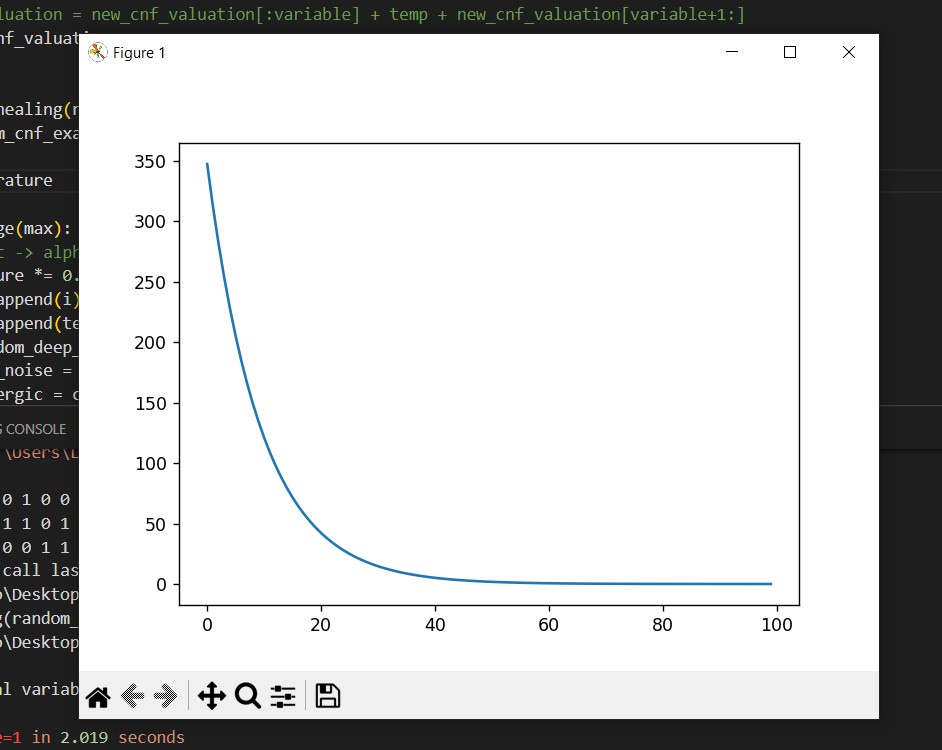 luation = new_cnf_valuation[:variable] + temp + new_cnf_valuation[variable+1:]
nf_valuat
Figure 1
nealing(r
m_cnf_exa
rature
ge(max):
t -> alph
ure *= 0.
append(i)
append(te
dom_deep_
_noise =
ergic = c
350
300
250
200
150
100
50
0
0 20 40 60 80 100
G CONSOLE
\Users\L
0 1 0 0
1 1 0 1
0 0 1 1
call las
\Desktop
g(random_
\Desktop
al variab
=1 in 2.019 seconds